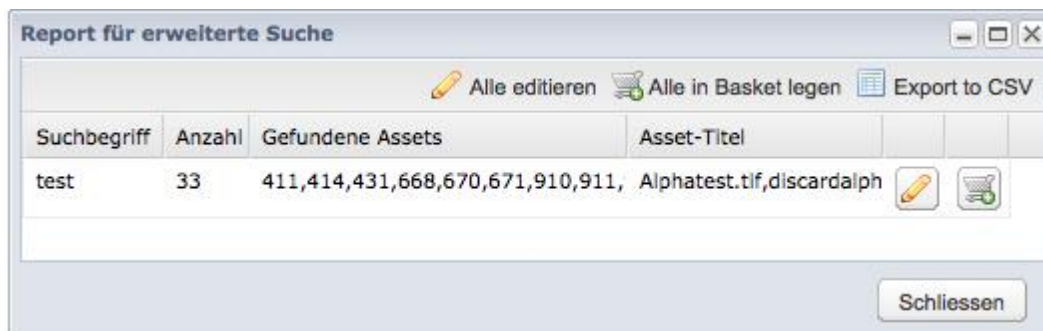 Report für erweiterte Suche
Alle editieren Alle in Basket legen Export to CSV
Suchbegriff Anzahl Gefundene Assets Asset-Titel
test 33 411,414,431,668,670,671,910,911, Alphatest.tif,discardalph
Schliessen